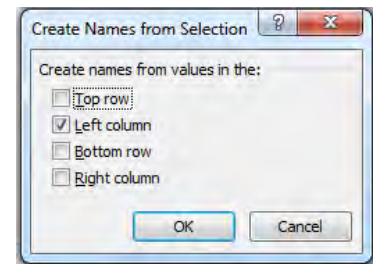 Create Names from Selection
Create names from values in the:
Top row
Left column
Bottom row
Right column
OK Cancel